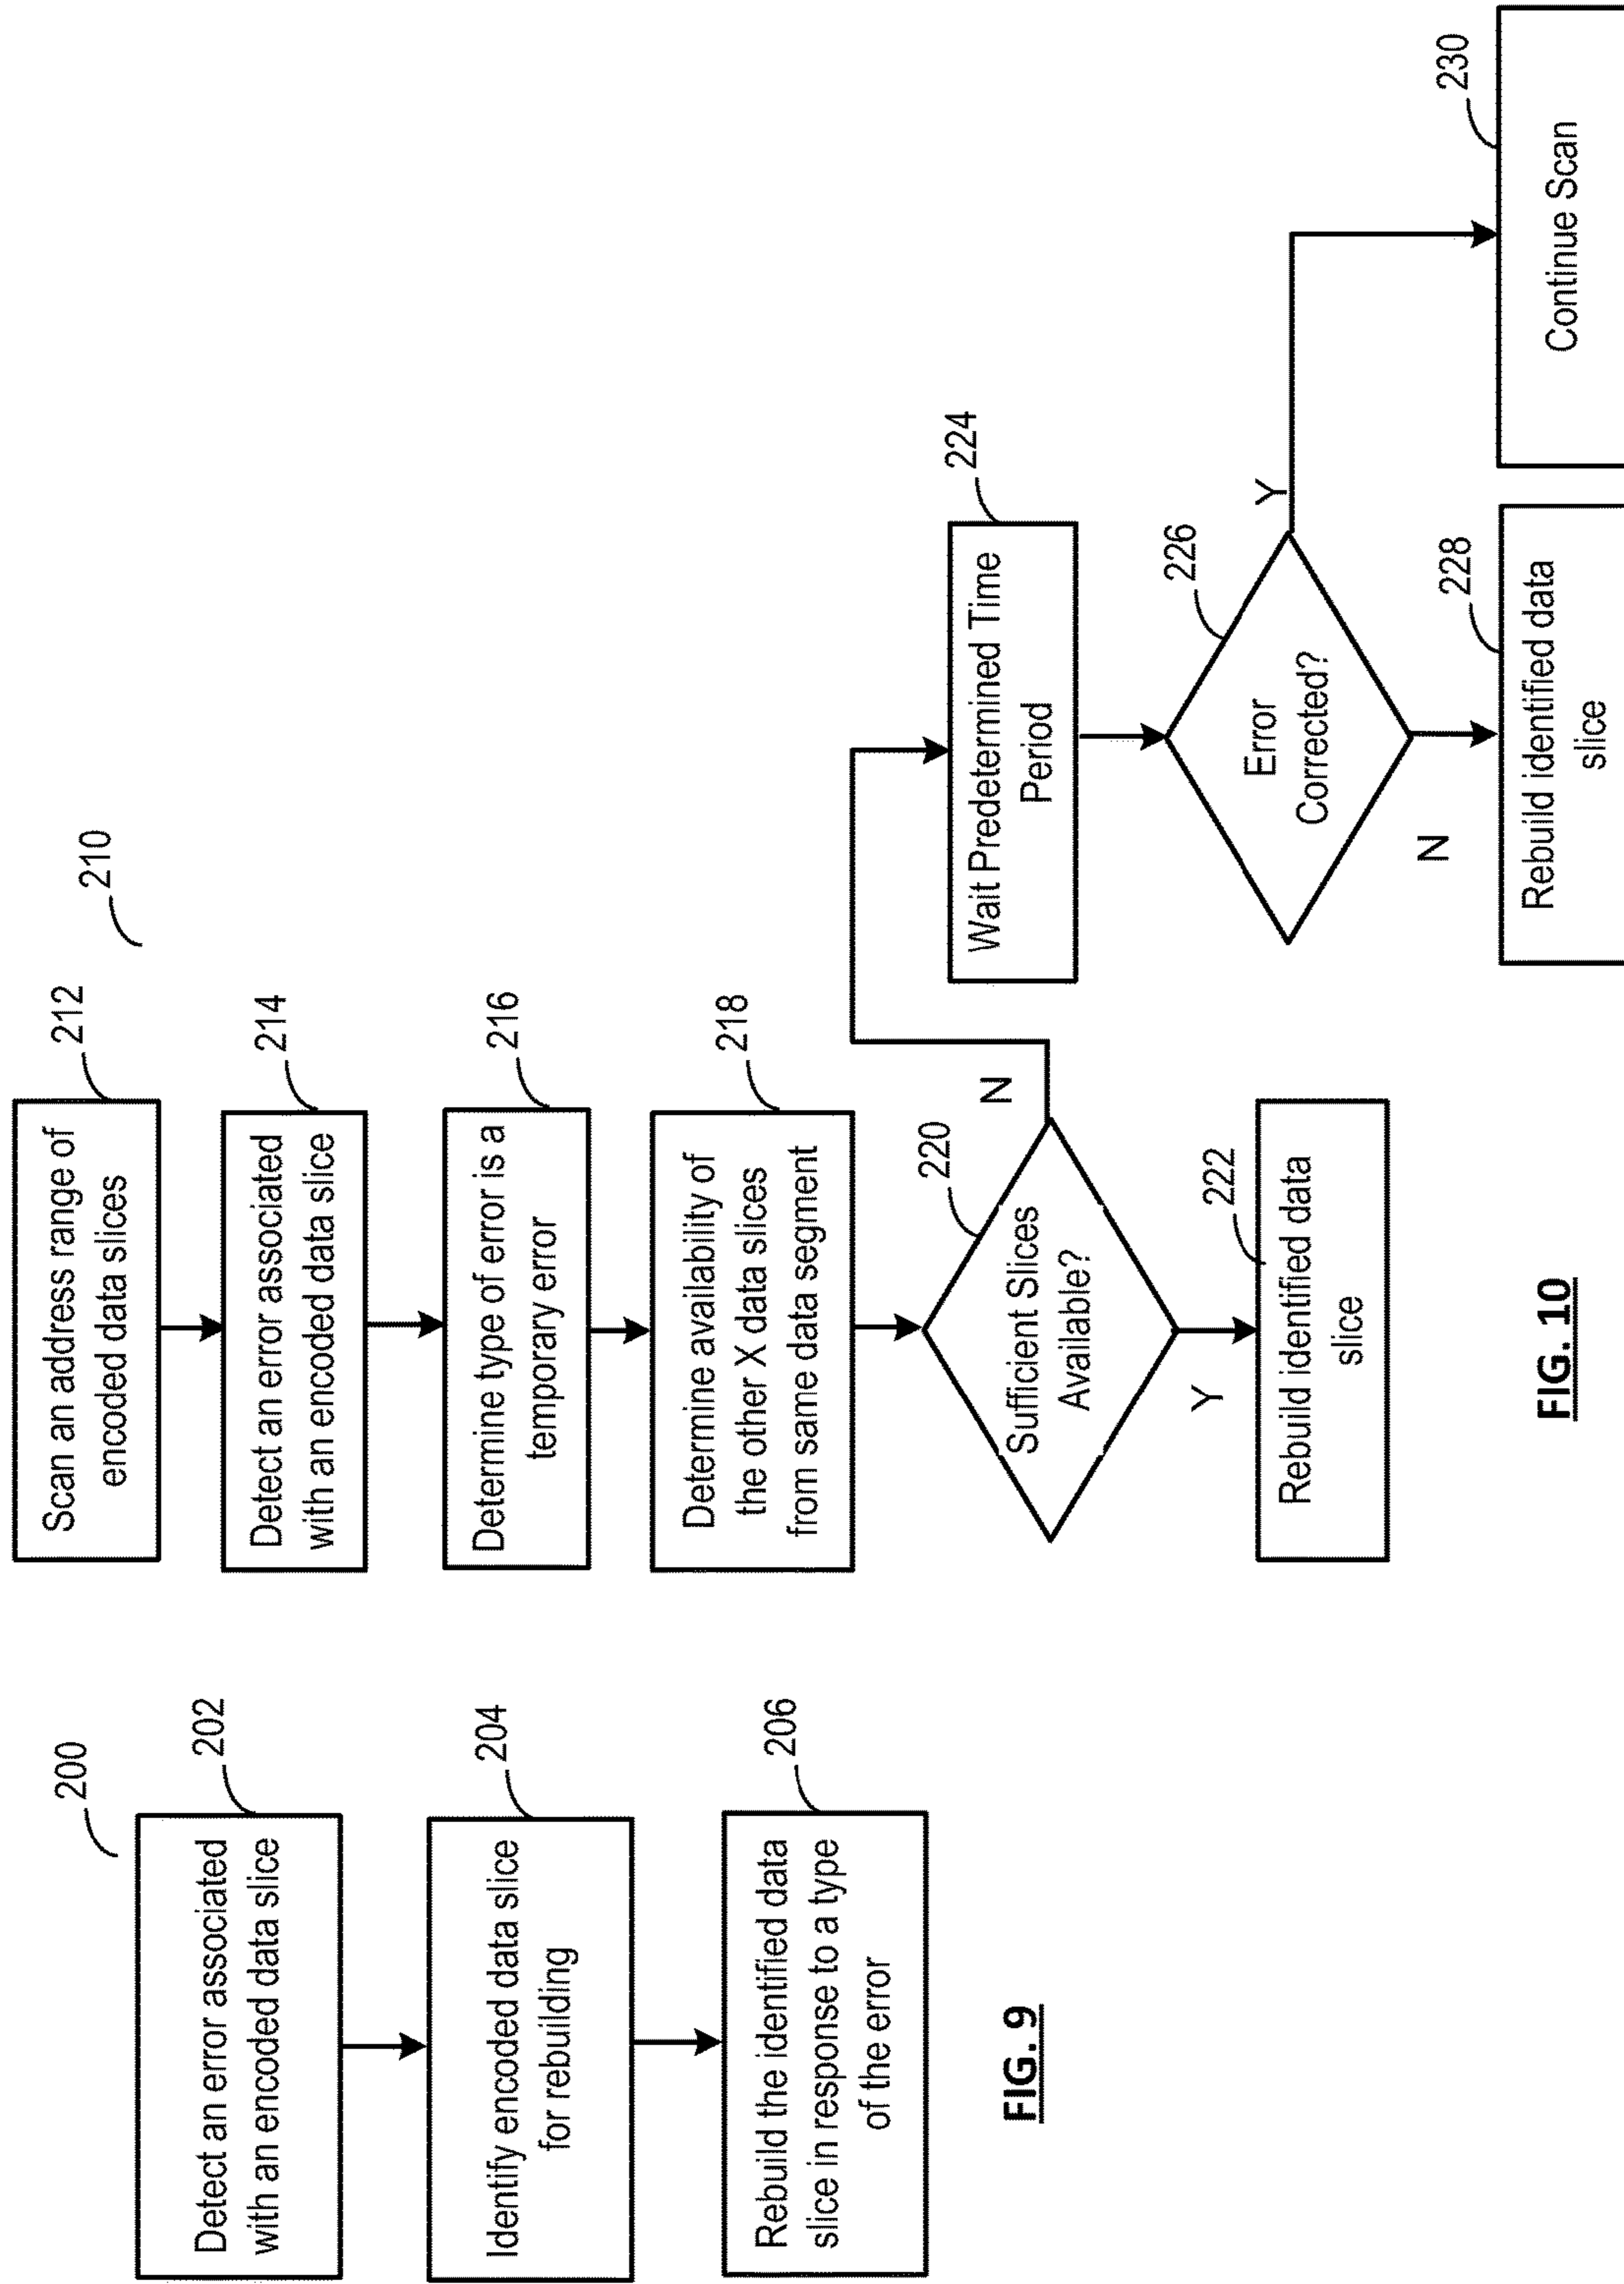 200
202
Detect an error associated
with an encoded data slice
204
Identify encoded data slice
for rebuilding
206
Rebuild the identified data
slice in response to a type
of the error
FIG. 9
210
212
Scan an address range of
encoded data slices
214
Detect an error associated
with an encoded data slice
216
Determine type of error is a
temporary error
218
Determine availability of
the other X data slices
from same data segment
220
Sufficient Slices
Available?
N
Y
222
Rebuild identified data
slice
224
Wait Predetermined Time
Period
226
Error
Corrected?
Y
N
228
Rebuild identified data
slice
230
Continue Scan
FIG. 10